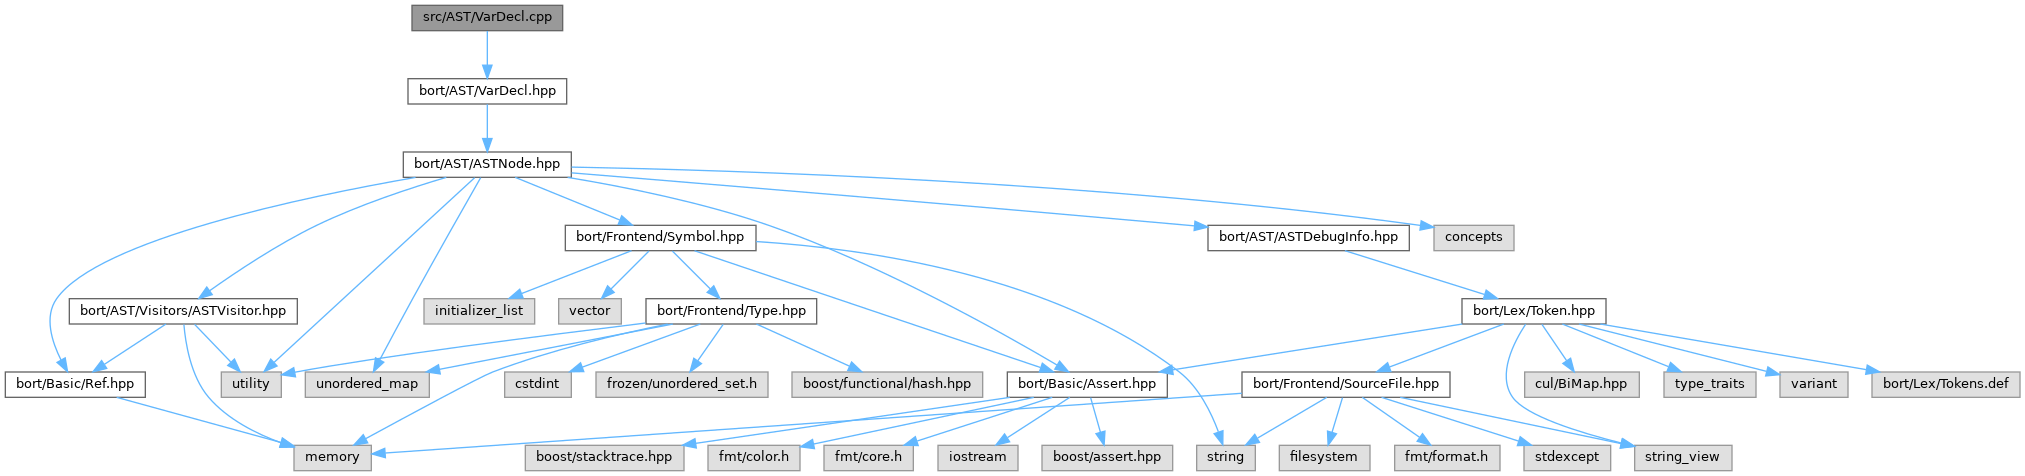 src/AST/VarDecl.cpp
bort/AST/VarDecl.hpp
bort/AST/ASTNode.hpp
bort/Frontend/Symbol.hpp
bort/AST/ASTDebugInfo.hpp
concepts
bort/AST/Visitors/ASTVisitor.hpp
initializer_list
vector
bort/Frontend/Type.hpp
bort/Lex/Token.hpp
bort/Basic/Ref.hpp
utility
unordered_map
cstdint
frozen/unordered_set.h
boost/functional/hash.hpp
bort/Basic/Assert.hpp
bort/Frontend/SourceFile.hpp
cul/BiMap.hpp
type_traits
variant
bort/Lex/Tokens.def
memory
boost/stacktrace.hpp
fmt/color.h
fmt/core.h
iostream
boost/assert.hpp
string
filesystem
fmt/format.h
stdexcept
string_view